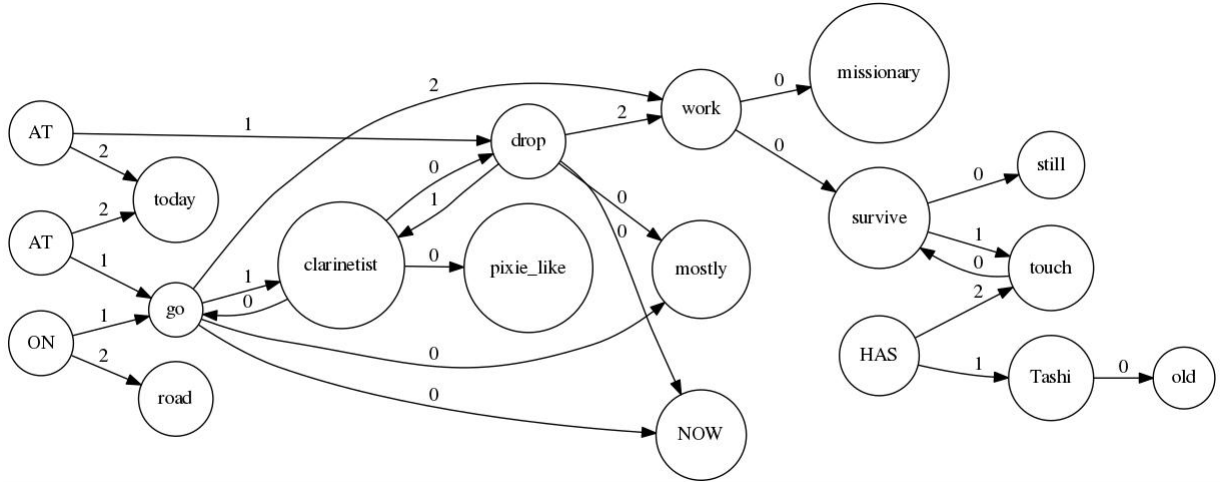 missionary
0
2
work
AT
1
drop
2
2
0
still
today
0
0
0
survive
AT
2
1
0
0
1
clarinetist
0
pixie_like
mostly
0
touch
1
go
1
0
2
ON
1
0
HAS
2
1
Tashi
0
old
road
0
NOW